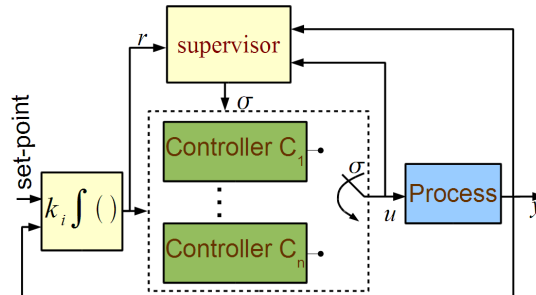 r
supervisor
σ
set-point
Controller C₁
σ
kᵢ∫()
u
Process
y
Controller Cₙ